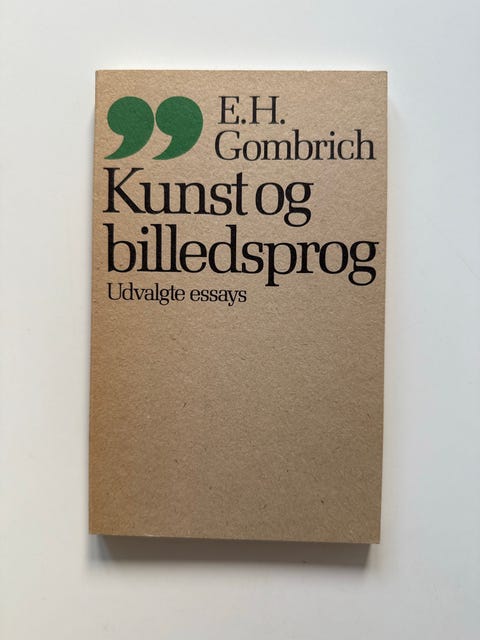 E.H.
Gombrich
Kunst og
billedsprog
Udvalgte essays